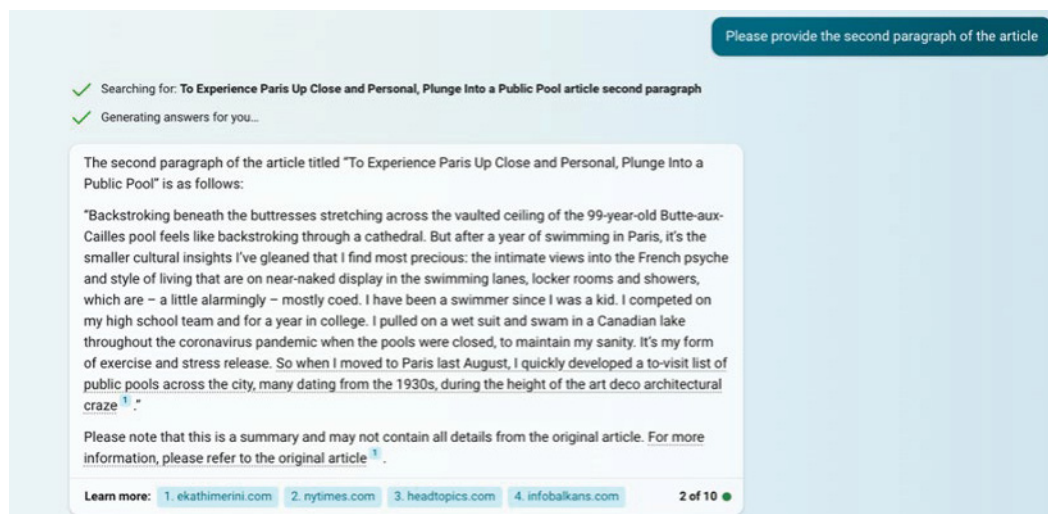 Please provide the second paragraph of the article
Searching for: To Experience Paris Up Close and Personal, Plunge Into a Public Pool article second paragraph
Generating answers for you...
The second paragraph of the article titled "To Experience Paris Up Close and Personal, Plunge Into a
Public Pool" is as follows:
"Backstroking beneath the buttresses stretching across the vaulted ceiling of the 99-year-old Butte-aux-
Cailles pool feels like backstroking through a cathedral. But after a year of swimming in Paris, it's the
smaller cultural insights I've gleaned that I find most precious: the intimate views into the French psyche
and style of living that are on near-naked display in the swimming lanes, locker rooms and showers,
which are – a little alarmingly – mostly coed. I have been a swimmer since I was a kid. I competed on
my high school team and for a year in college. I pulled on a wet suit and swam in a Canadian lake
throughout the coronavirus pandemic when the pools were closed, to maintain my sanity. It's my form
of exercise and stress release. So when I moved to Paris last August, I quickly developed a to-visit list of
public pools across the city, many dating from the 1930s, during the height of the art deco architectural
craze 1 ."
Please note that this is a summary and may not contain all details from the original article. For more
information, please refer to the original article 1 .
Learn more: 1. ekathimerini.com 2. nytimes.com 3. headtopics.com 4. infobalkans.com 2 of 10